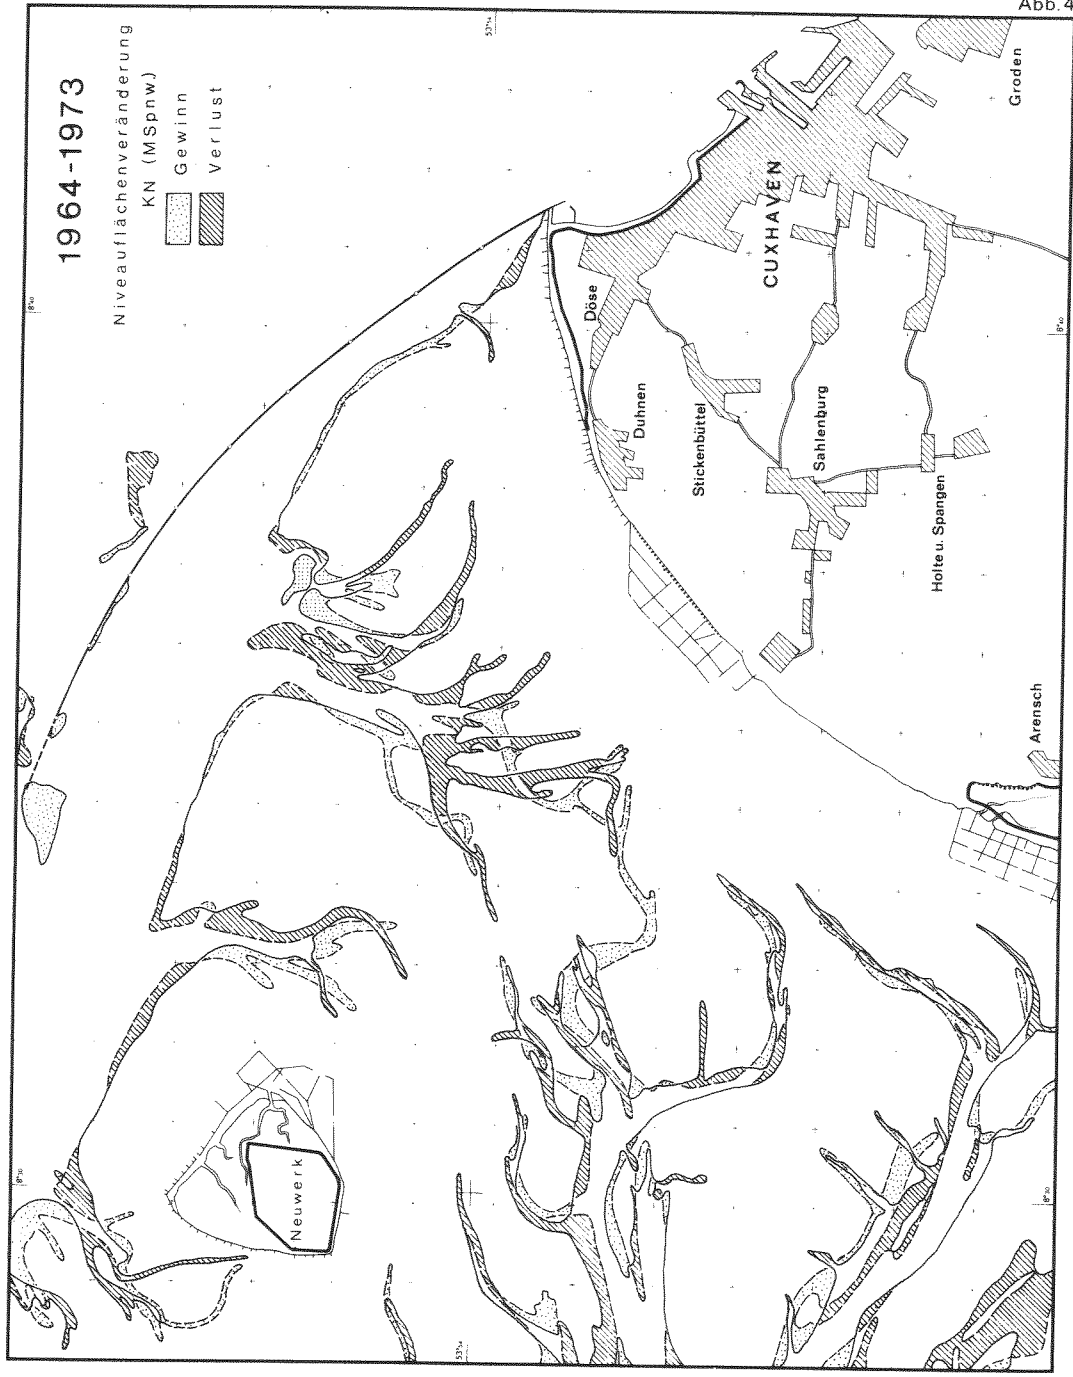 Abb. 4
1964-1973
Niveauflächenveränderung
KN (MSpnw.)
Gewinn
Verlust
Groden
CUXHAVEN
Döse
Duhnen
Stickenbüttel
Sahlenburg
Holte u. Spangen
Arensch
Neuwerk